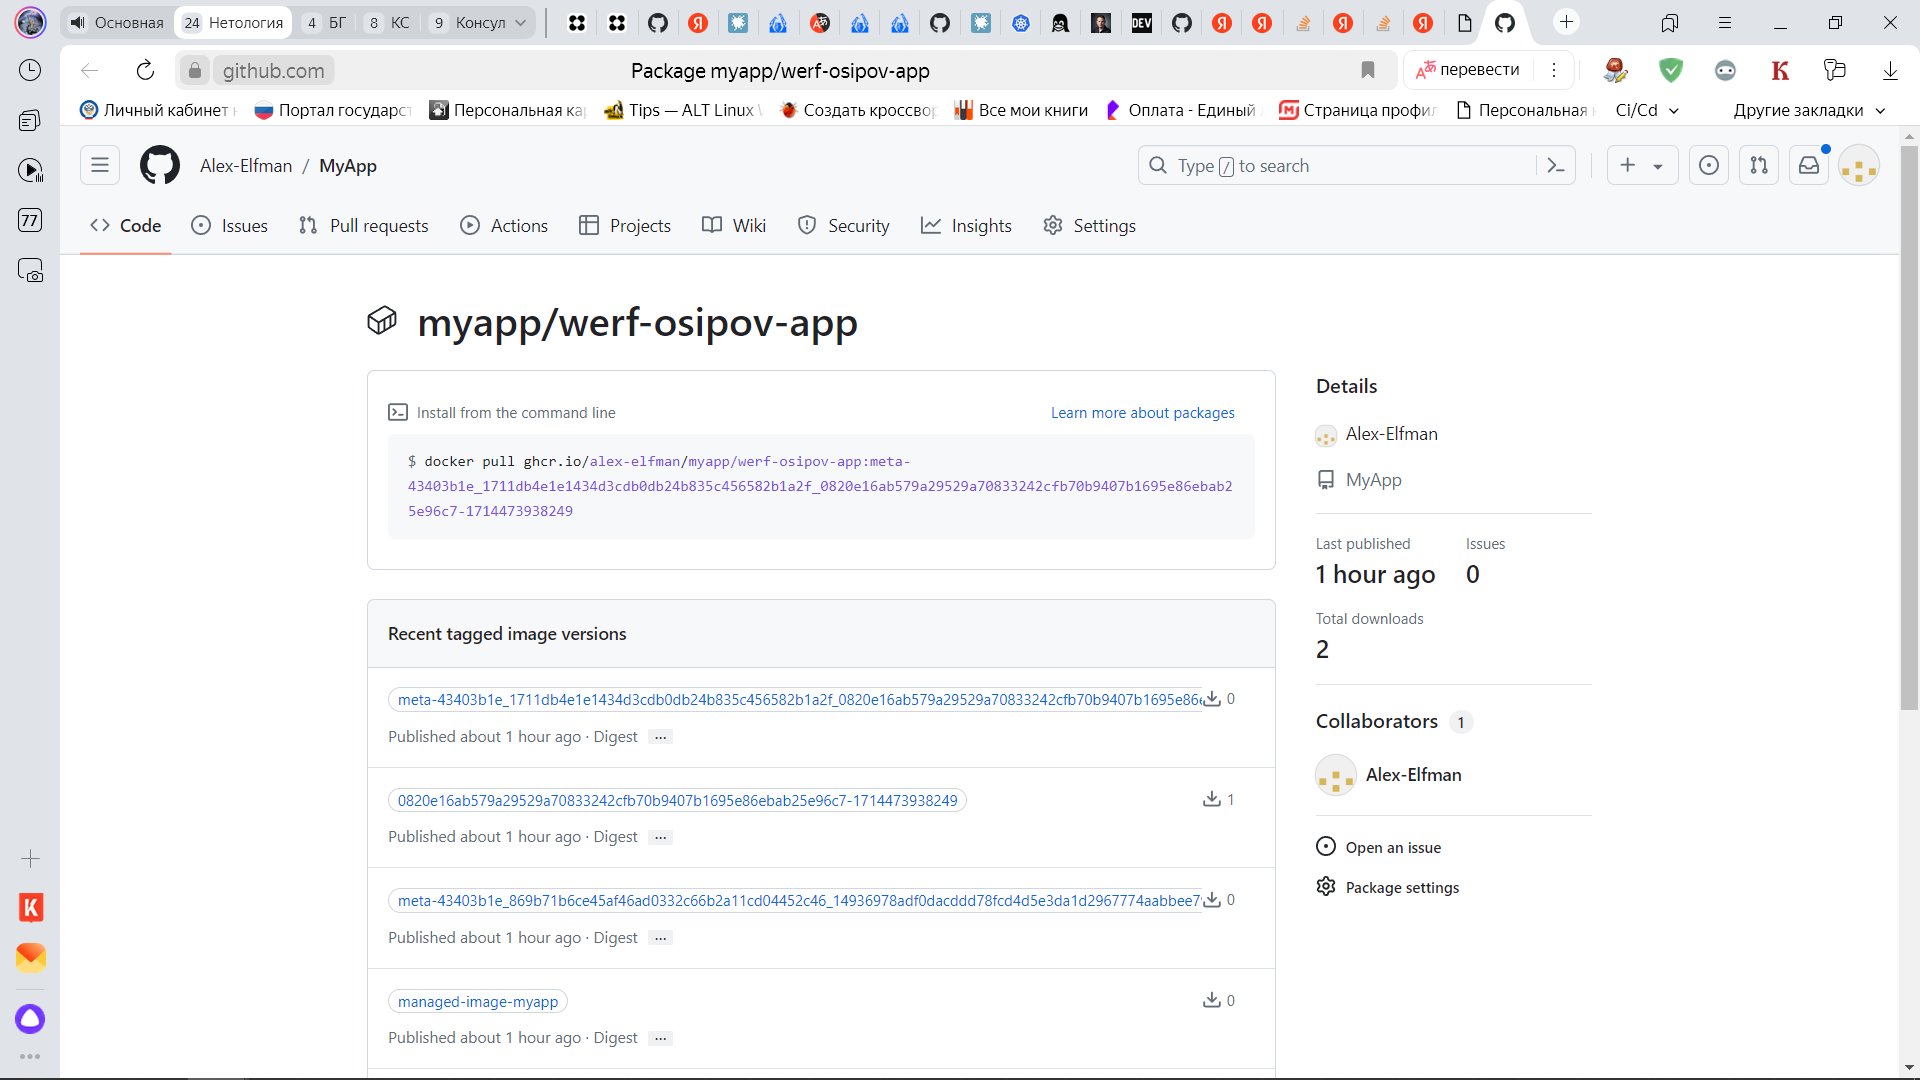 Основная
24 Нетология
4 БГ
8 КС
9 Консул
77
github.com
Package myapp/werf-osipov-app
перевести
Личный кабинет
Портал государст
Персональная ка
Tips — ALT Linux
Создать кроссвор
Все мои книги
Оплата - Единый
Страница профил
Персональная
Ci/Cd
Другие закладки
Alex-Elfman / MyApp
Type / to search
Code
Issues
Pull requests
Actions
Projects
Wiki
Security
Insights
Settings
myapp/werf-osipov-app
Install from the command line
Learn more about packages
$ docker pull ghcr.io/alex-elfman/myapp/werf-osipov-app:meta-
43403b1e_1711db4e1e1434d3cdb0db24b835c456582b1a2f_0820e16ab579a29529a70833242cfb70b9407b1695e86ebab2
5e96c7-1714473938249
Recent tagged image versions
meta-43403b1e_1711db4e1e1434d3cdb0db24b835c456582b1a2f_0820e16ab579a29529a70833242cfb70b9407b1695e86e
0
Published about 1 hour ago · Digest ...
0820e16ab579a29529a70833242cfb70b9407b1695e86ebab25e96c7-1714473938249
1
Published about 1 hour ago · Digest ...
meta-43403b1e_869b71b6ce45af46ad0332c66b2a11cd04452c46_14936978adf0dacddd78fcd4d5e3da1d2967774aabbee7
0
Published about 1 hour ago · Digest ...
managed-image-myapp
0
Published about 1 hour ago · Digest ...
Details
Alex-Elfman
MyApp
Last published
1 hour ago
Issues
0
Total downloads
2
Collaborators 1
Alex-Elfman
Open an issue
Package settings